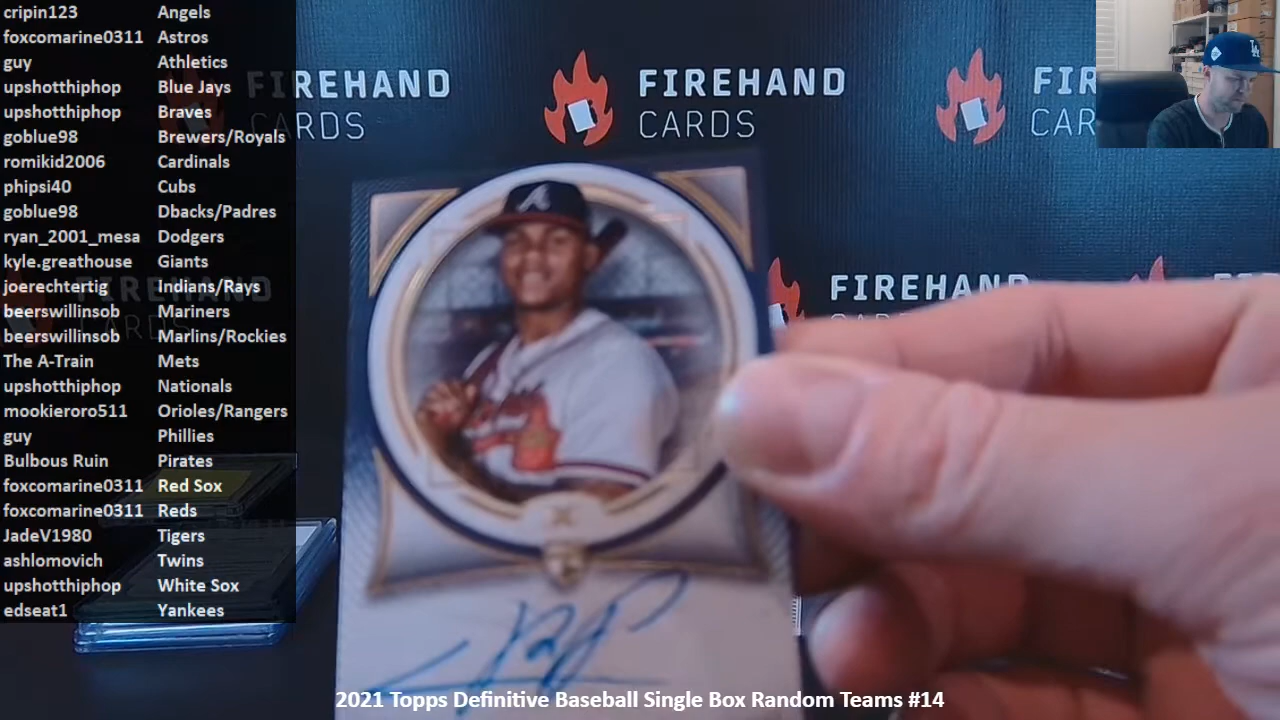 cripin123 Angels
foxcomarine0311 Astros
guy Athletics
upshotthiphop Blue Jays
upshotthiphop Braves
goblue98 Brewers/Royals
romikid2006 Cardinals
phipsi40 Cubs
goblue98 Dbacks/Padres
ryan_2001_mesa Dodgers
kyle.greathouse Giants
joerechtertig Indians/Rays
beerswillinsob Mariners
beerswillinsob Marlins/Rockies
The A-Train Mets
upshotthiphop Nationals
mookieroro511 Orioles/Rangers
guy Phillies
Bulbous Ruin Pirates
foxcomarine0311 Red Sox
foxcomarine0311 Reds
JadeV1980 Tigers
ashlomovich Twins
upshotthiphop White Sox
edseat1 Yankees
FIREHAND
CARDS
FIREHAND
CARDS
FIR
CAR
FIREHAND
CARDS
FIREHAND
A
LA
2021 Topps Definitive Baseball Single Box Random Teams #14